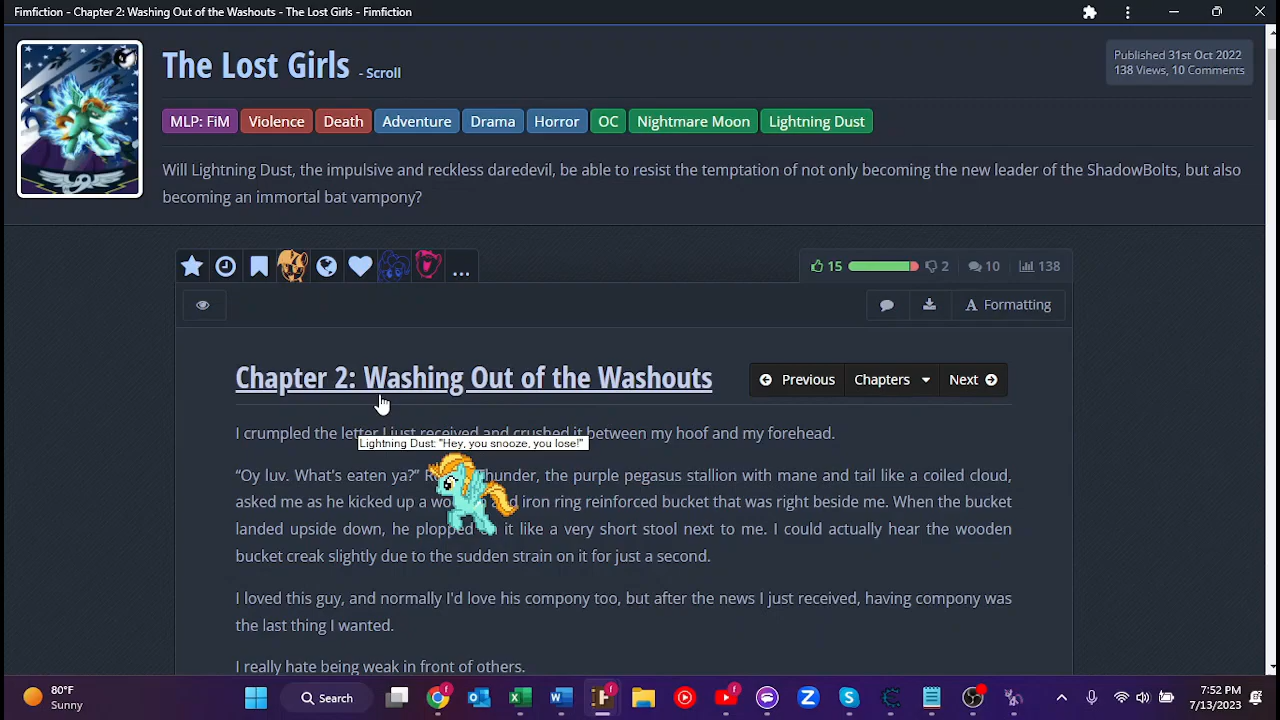 Fimfiction - Chapter 2: Washing Out of the Washouts - The Lost Girls - Fimfiction
The Lost Girls - Scroll
Published 31st Oct 2022
138 Views, 10 Comments
MLP: FiM Violence Death Adventure Drama Horror OC Nightmare Moon Lightning Dust
Will Lightning Dust, the impulsive and reckless daredevil, be able to resist the temptation of not only becoming the new leader of the ShadowBolts, but also
becoming an immortal bat vampony?
...
15 2 10 138
A Formatting
Chapter 2: Washing Out of the Washouts
Previous Chapters Next
I crumpled the letter I just received and crushed it between my hoof and my forehead.
Lightning Dust: "Hey, you snooze, you lose!"
“Oy luv. What's eaten ya?” hunder, the purple pegasus stallion with mane and tail like a coiled cloud,
asked me as he kicked up a iron ring reinforced bucket that was right beside me. When the bucket
landed upside down, he plopped it like a very short stool next to me. I could actually hear the wooden
bucket creak slightly due to the sudden strain on it for just a second.
I loved this guy, and normally I'd love his compony too, but after the news I just received, having compony was
the last thing I wanted.
I really hate being weak in front of others.
80°F
Sunny
Search
7:52 PM
7/13/2023